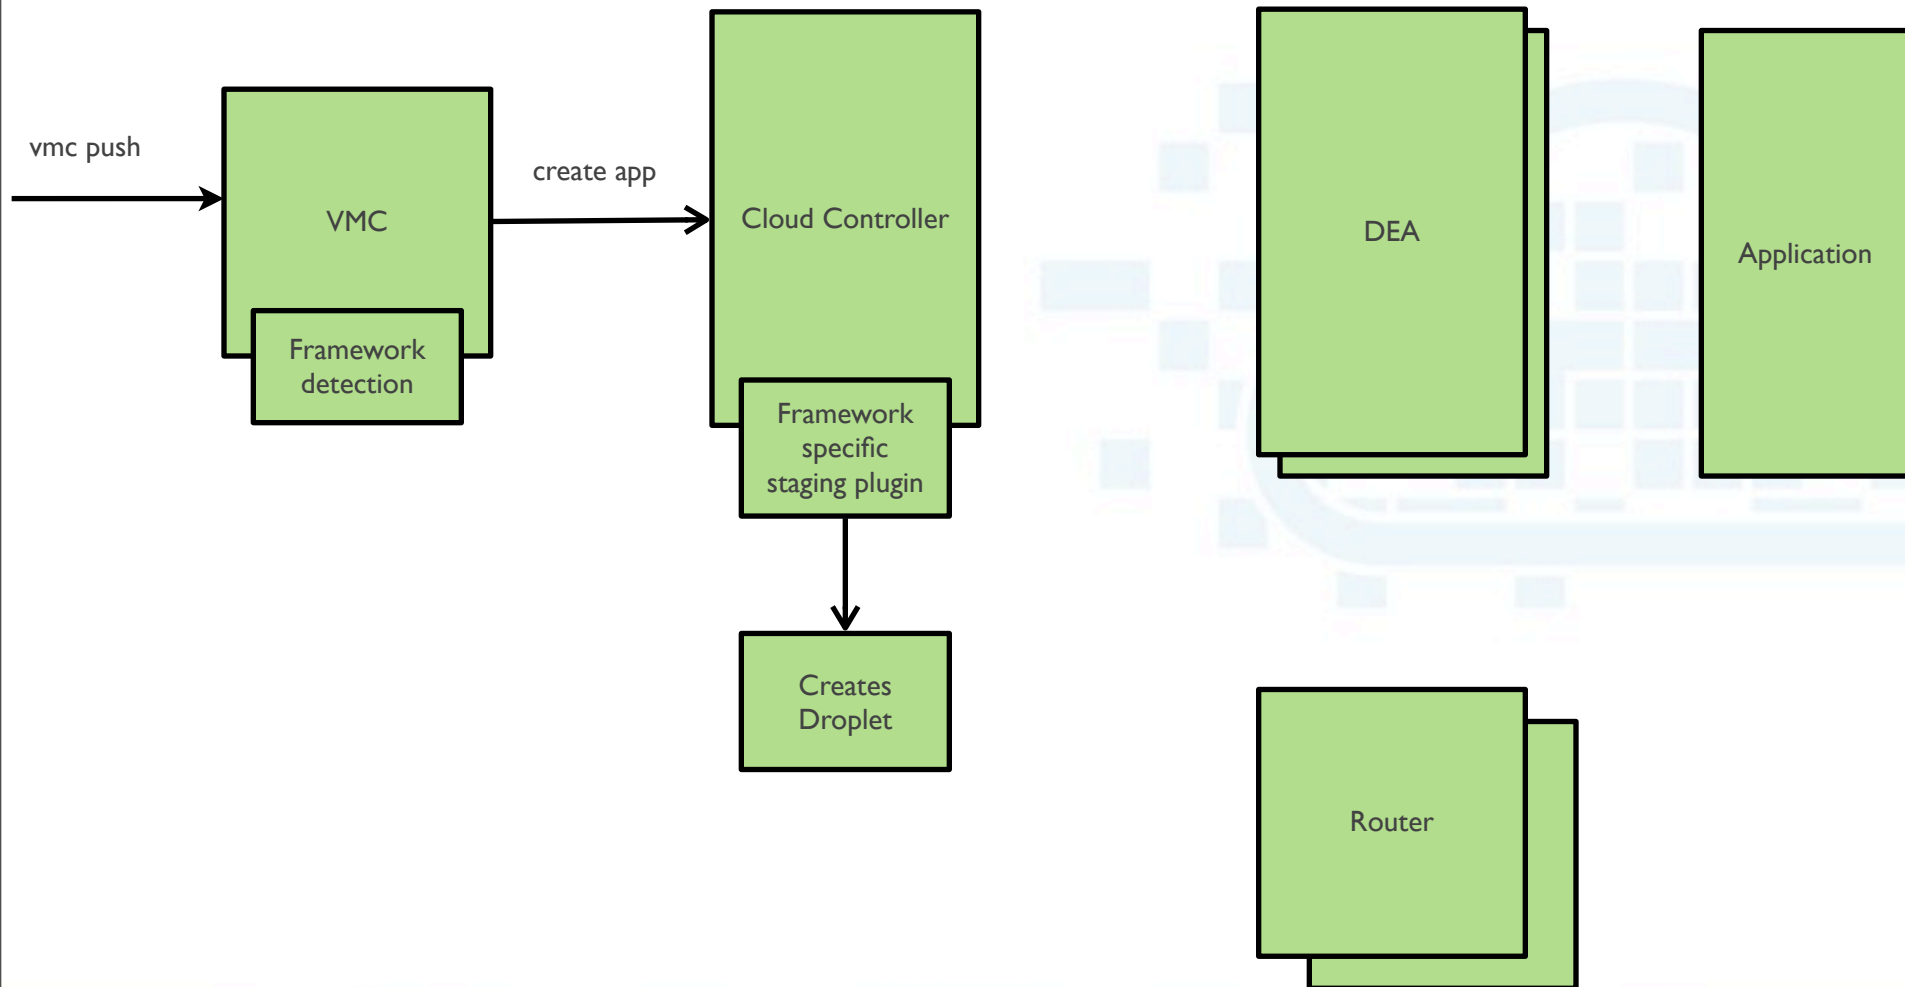 vmc push
VMC
Framework
detection
create app
Cloud Controller
Framework
specific
staging plugin
Creates
Droplet
DEA
Application
Router